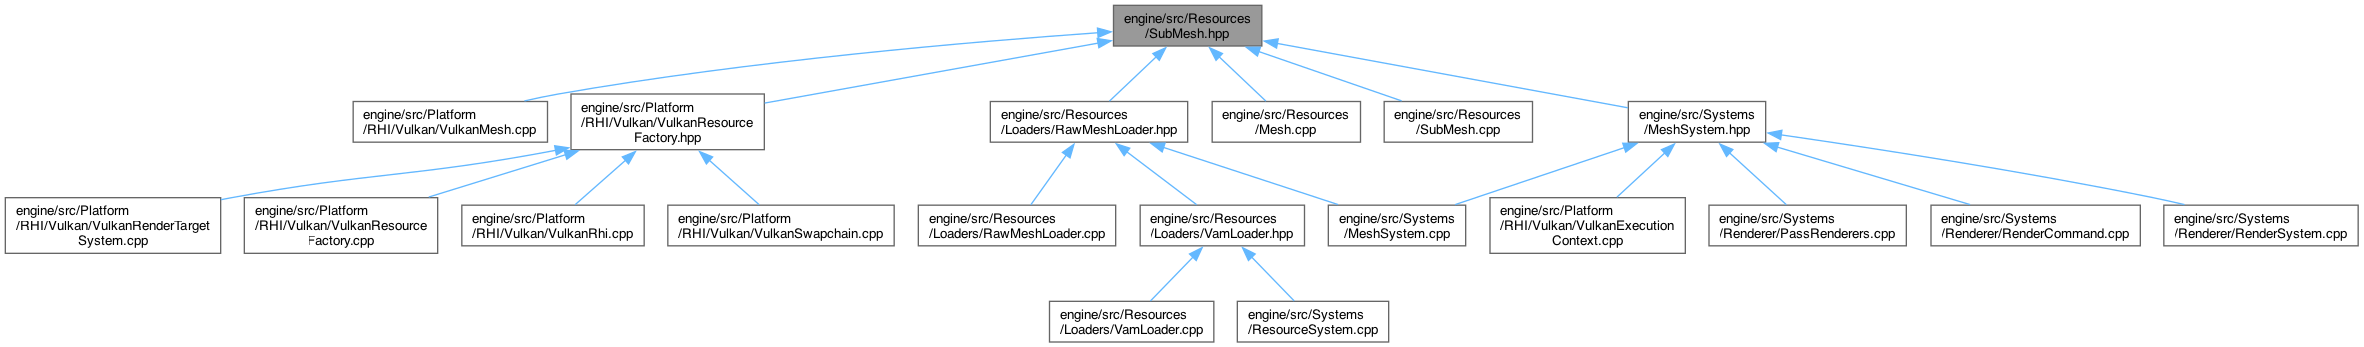 engine/src/Resources
/SubMesh.hpp
engine/src/Platform
/RHI/Vulkan/VulkanMesh.cpp
engine/src/Platform
/RHI/Vulkan/VulkanResource
Factory.hpp
engine/src/Resources
/Loaders/RawMeshLoader.hpp
engine/src/Resources
/Mesh.cpp
engine/src/Resources
/SubMesh.cpp
engine/src/Systems
/MeshSystem.hpp
engine/src/Platform
/RHI/Vulkan/VulkanRenderTarget
System.cpp
engine/src/Platform
/RHI/Vulkan/VulkanResource
Factory.cpp
engine/src/Platform
/RHI/Vulkan/VulkanRhi.cpp
engine/src/Platform
/RHI/Vulkan/VulkanSwapchain.cpp
engine/src/Resources
/Loaders/RawMeshLoader.cpp
engine/src/Resources
/Loaders/VamLoader.hpp
engine/src/Systems
/MeshSystem.cpp
engine/src/Platform
/RHI/Vulkan/VulkanExecution
Context.cpp
engine/src/Systems
/Renderer/PassRenderers.cpp
engine/src/Systems
/Renderer/RenderCommand.cpp
engine/src/Systems
/Renderer/RenderSystem.cpp
engine/src/Resources
/Loaders/VamLoader.cpp
engine/src/Systems
/ResourceSystem.cpp